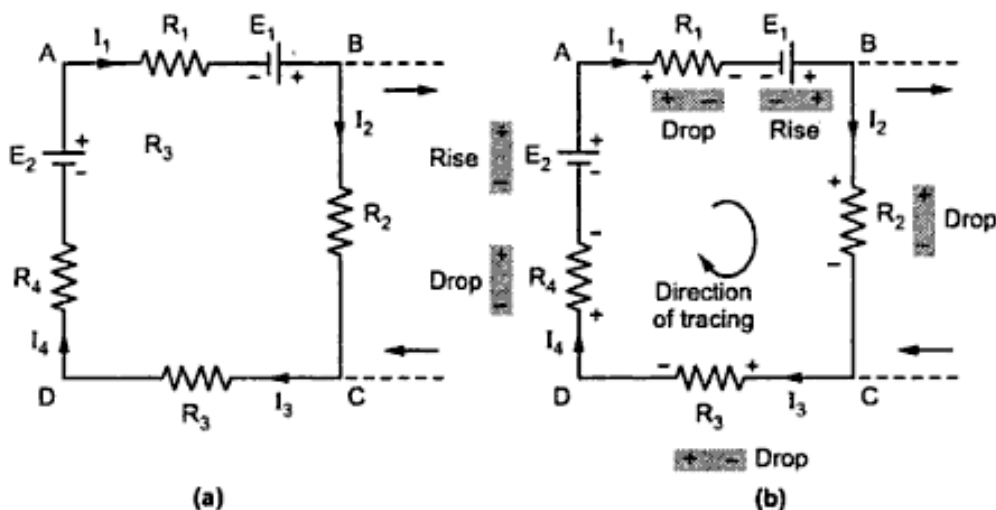 A
I1
R1
E1
- +
B
I2
R3
E2
+
-
R2
R4
I4
D
R3
I3
C
(a)
A
I1
R1
E1
B
+ - - +
+ -
- +
Drop
Rise
I2
+
-
Rise
E2
+
-
+
R2
-
+
-
Drop
+
-
Drop
-
R4
+
Direction
of tracing
I4
D
- +
R3
I3
C
+ -
Drop
(b)